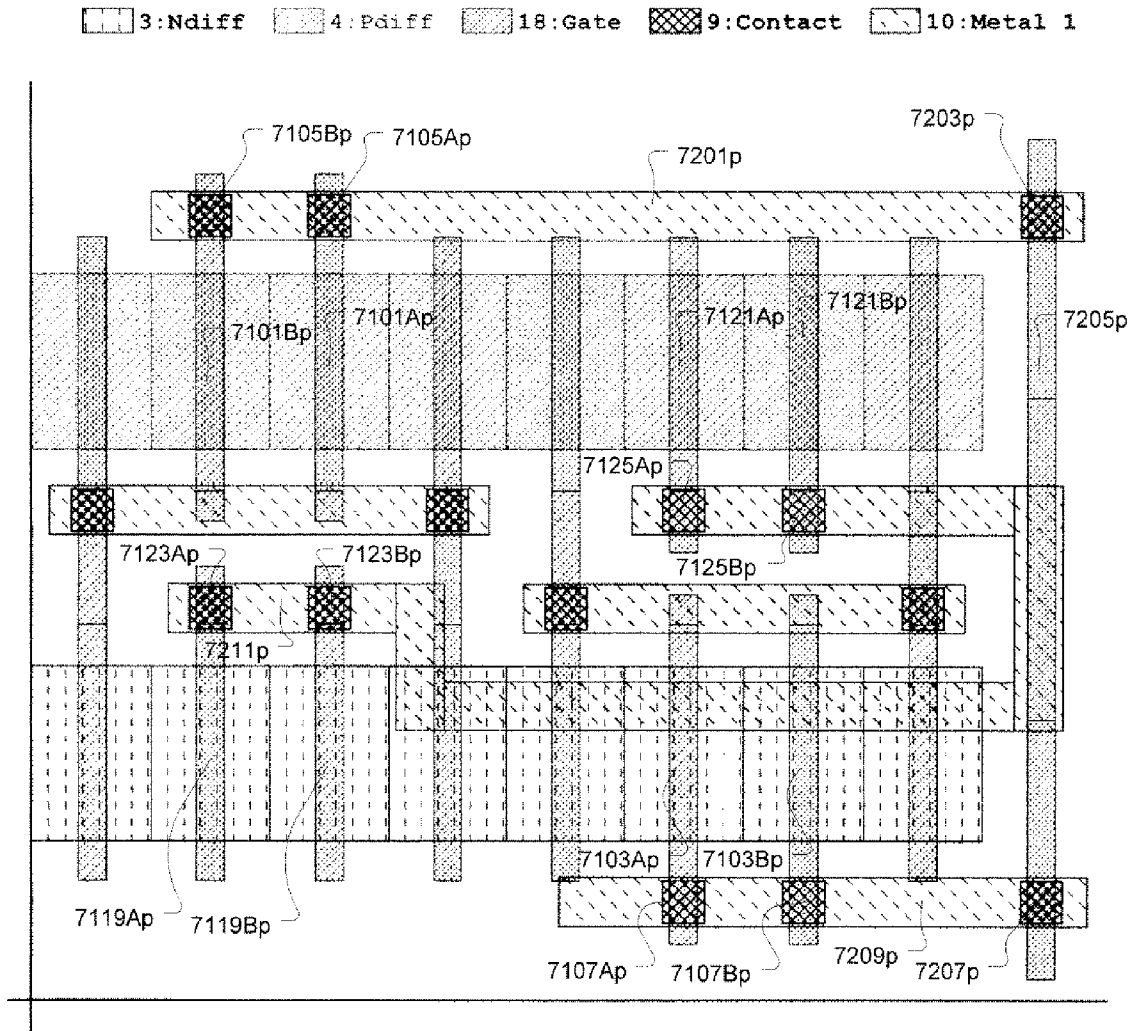 3:Ndiff 4:Pdiff 18:Gate 9:Contact 10:Metal 1
7105Bp 7105Ap 7203p
7201p
7101Bp 7101Ap 7121Ap 7121Bp
7205p
7125Ap
7123Ap 7123Bp 7125Bp
7211p
7103Ap 7103Bp
7119Ap 7119Bp
7107Ap 7107Bp 7209p 7207p